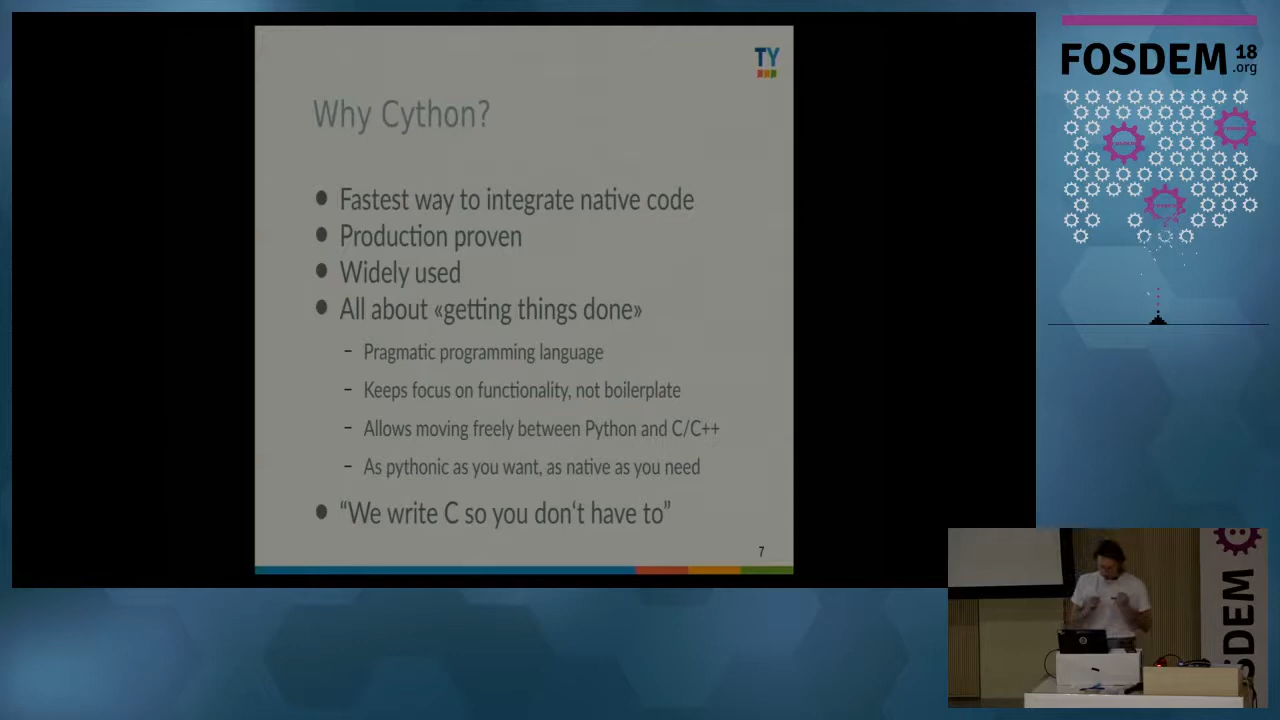 TY
Why Cython?
● Fastest way to integrate native code
● Production proven
● Widely used
● All about «getting things done»
– Pragmatic programming language
– Keeps focus on functionality, not boilerplate
– Allows moving freely between Python and C/C++
– As pythonic as you want, as native as you need
● “We write C so you don‘t have to”
7
FOSDEM 18
.org
SDEM